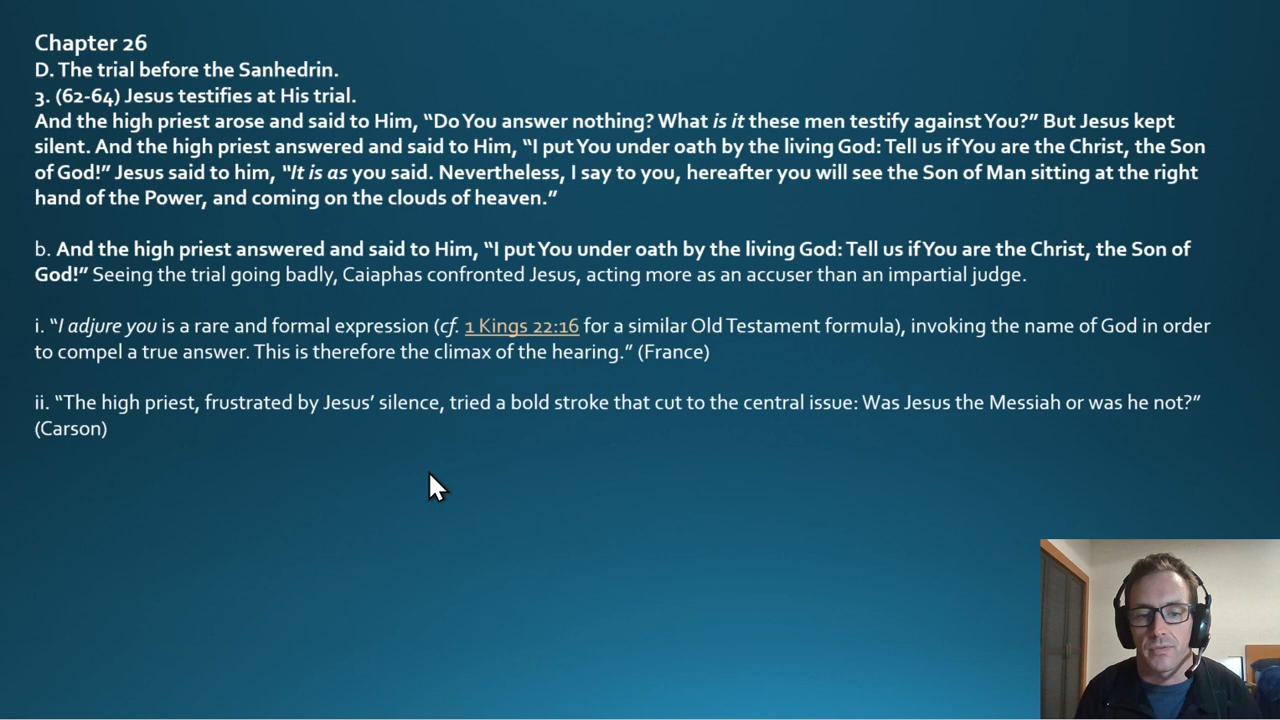 Chapter 26
D. The trial before the Sanhedrin.
3. (62-64) Jesus testifies at His trial.
And the high priest arose and said to Him, “Do You answer nothing? What is it these men testify against You?” But Jesus kept
silent. And the high priest answered and said to Him, “I put You under oath by the living God: Tell us if You are the Christ, the Son
of God!” Jesus said to him, “It is as you said. Nevertheless, I say to you, hereafter you will see the Son of Man sitting at the right
hand of the Power, and coming on the clouds of heaven.”
b. And the high priest answered and said to Him, “I put You under oath by the living God: Tell us if You are the Christ, the Son of
God!” Seeing the trial going badly, Caiaphas confronted Jesus, acting more as an accuser than an impartial judge.
i. “I adjure you is a rare and formal expression (cf. 1 Kings 22:16 for a similar Old Testament formula), invoking the name of God in order
to compel a true answer. This is therefore the climax of the hearing.” (France)
ii. “The high priest, frustrated by Jesus’ silence, tried a bold stroke that cut to the central issue: Was Jesus the Messiah or was he not?”
(Carson)